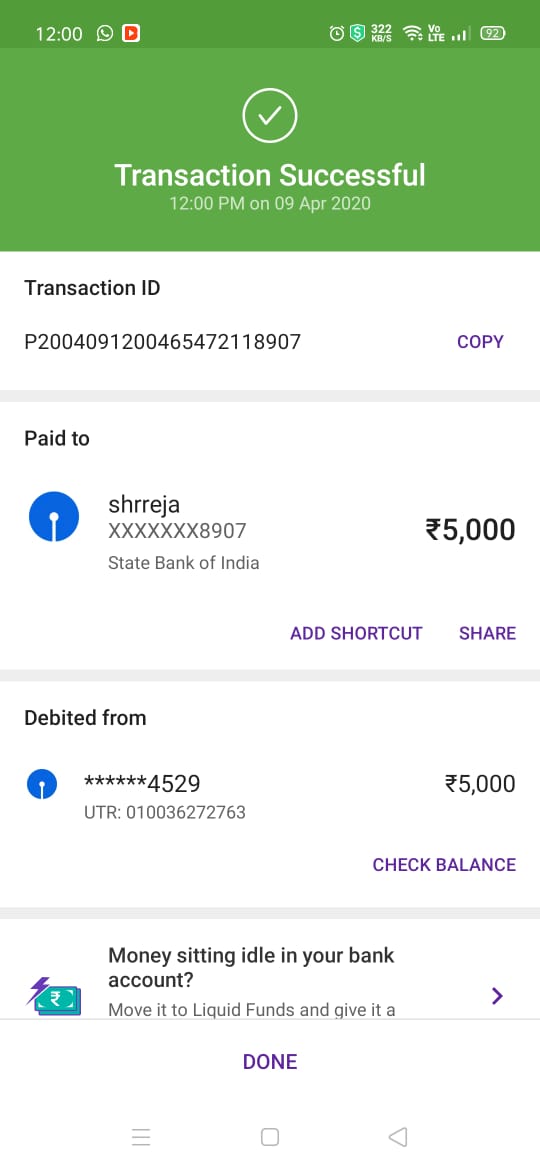 12:00
322
KB/S
Vo
LTE
92
Transaction Successful
12:00 PM on 09 Apr 2020
Transaction ID
P2004091200465472118907
COPY
Paid to
shrreja
XXXXXXX8907
₹5,000
State Bank of India
ADD SHORTCUT
SHARE
Debited from
******4529
₹5,000
UTR: 010036272763
CHECK BALANCE
Money sitting idle in your bank
account?
Move it to Liquid Funds and give it a
DONE